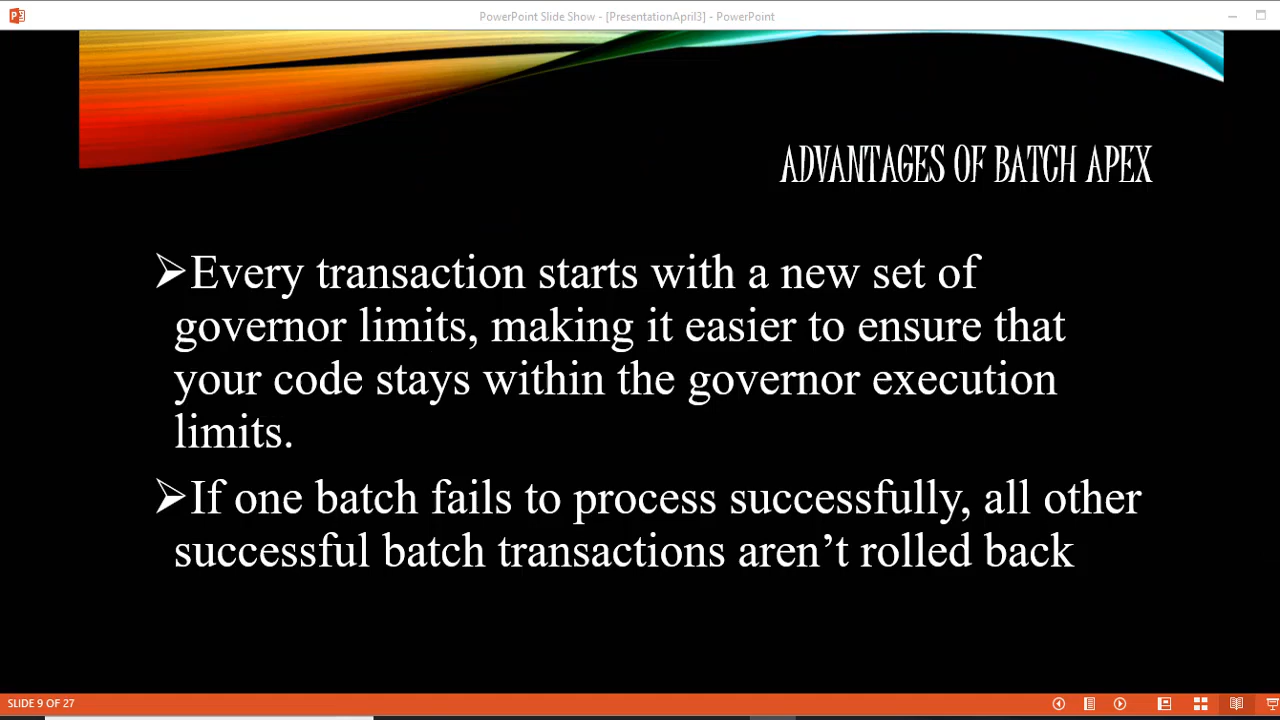 PowerPoint Slide Show - [PresentationApril3] - PowerPoint
ADVANTAGES OF BATCH APEX
➤Every transaction starts with a new set of
governor limits, making it easier to ensure that
your code stays within the governor execution
limits.
➤If one batch fails to process successfully, all other
successful batch transactions aren’t rolled back
SLIDE 9 OF 27